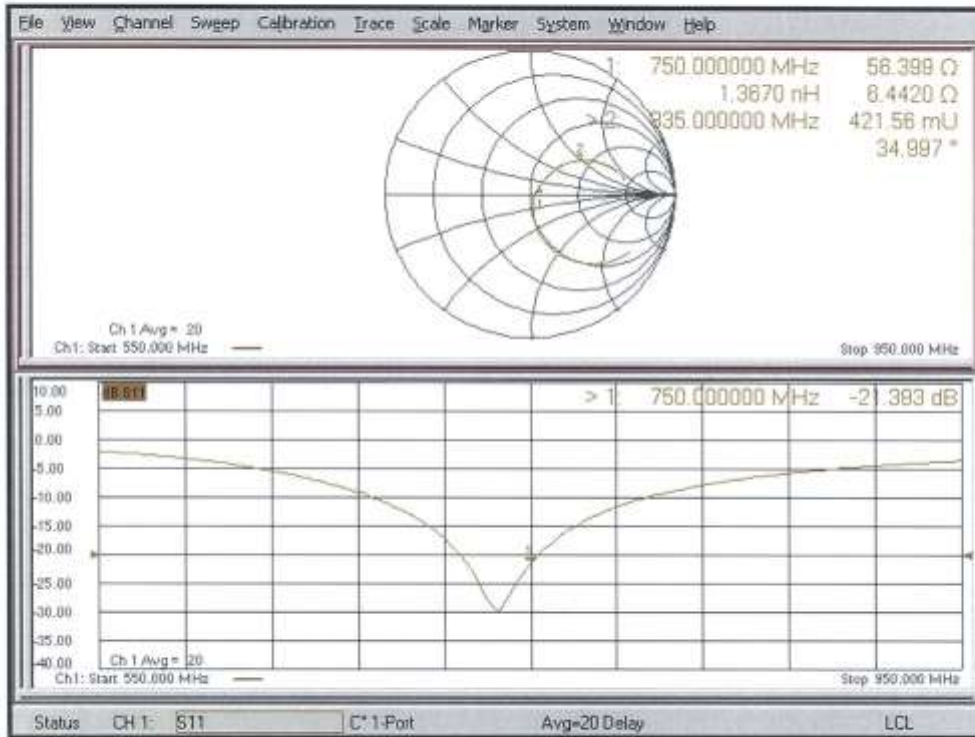 File View Channel Sweep Calibration Trace Scale Marker System Window Help
1: 750.000000 MHz 56.399 Ω
1.3670 nH 6.4420 Ω
> 2: 835.000000 MHz 421.56 mU
34.997 °
2
1
Ch 1 Avg = 20
Ch1: Start 550.000 MHz
Stop 950.000 MHz
10.00
dB S11
> 1: 750.000000 MHz -21.393 dB
5.00
0.00
-5.00
-10.00
-15.00
-20.00
1
-25.00
-30.00
-35.00
-40.00
Ch 1 Avg = 20
Ch1: Start 550.000 MHz
Stop 950.000 MHz
Status CH 1: S11 C* 1-Port Avg=20 Delay LCL